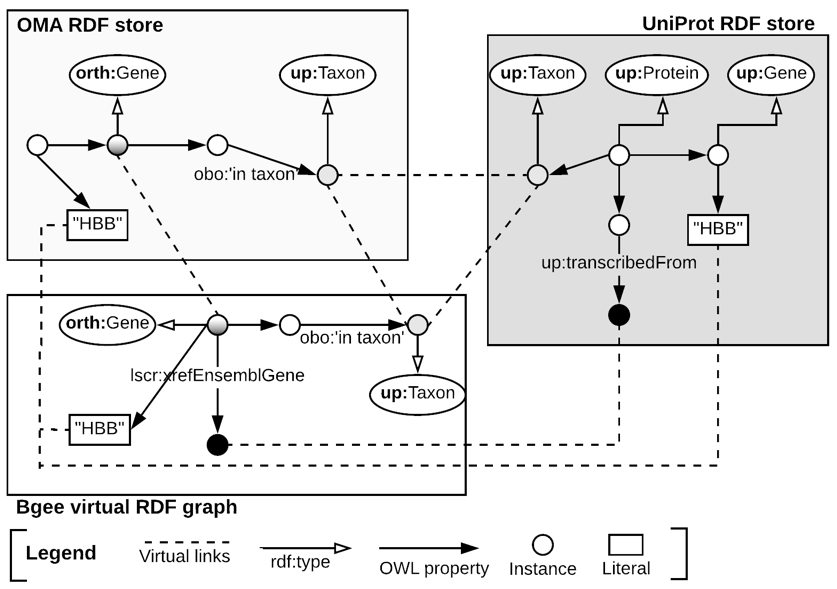 OMA RDF store
UniProt RDF store
orth:Gene
up:Taxon
up:Taxon
up:Protein
up:Gene
obo:'in taxon'
"HBB"
"HBB"
up:transcribedFrom
orth:Gene
obo:'in taxon'
lscr:xrefEnsemblGene
up:Taxon
"HBB"
Bgee virtual RDF graph
Legend
Virtual links
rdf:type
OWL property
Instance
Literal